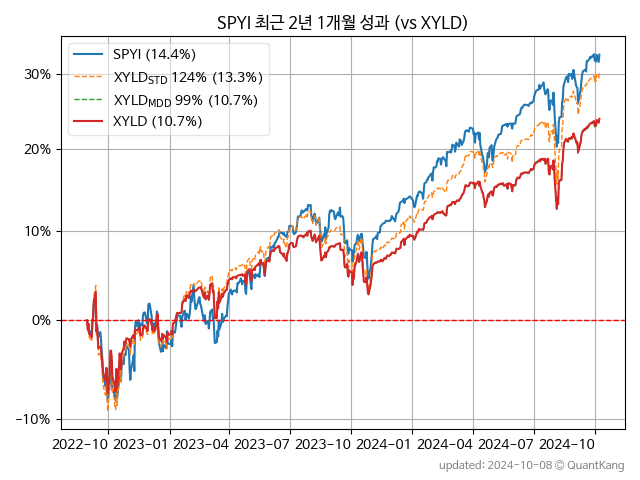 SPYI 최근 2년 1개월 성과 (vs XYLD)
SPYI (14.4%)
XYLD_STD 124% (13.3%)
XYLD_MDD 99% (10.7%)
XYLD (10.7%)
30%
20%
10%
0%
−10%
2022-10 2023-01 2023-04 2023-07 2023-10 2024-01 2024-04 2024-07 2024-10
updated: 2024-10-08 © QuantKang